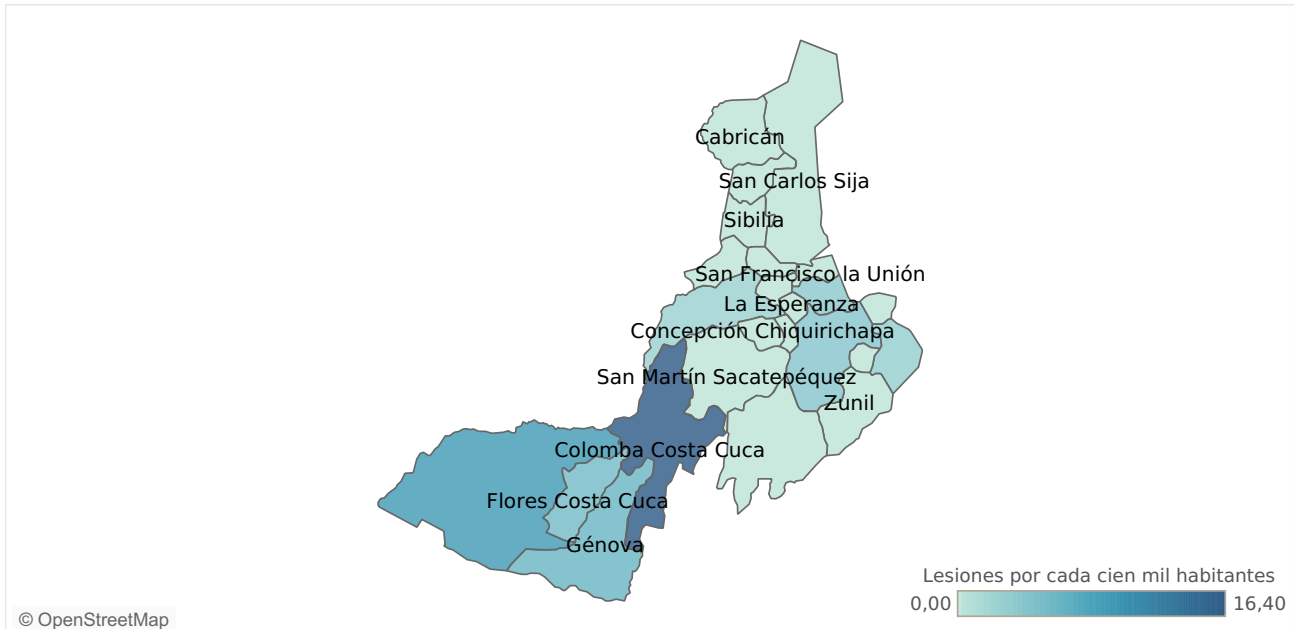 Cabricán
San Carlos Sija
Sibilia
San Francisco la Unión
La Esperanza
Concepción Chiquirichapa
San Martín Sacatepéquez
Zunil
Colomba Costa Cuca
Flores Costa Cuca
Génova
Lesiones por cada cien mil habitantes
0,00 16,40
© OpenStreetMap